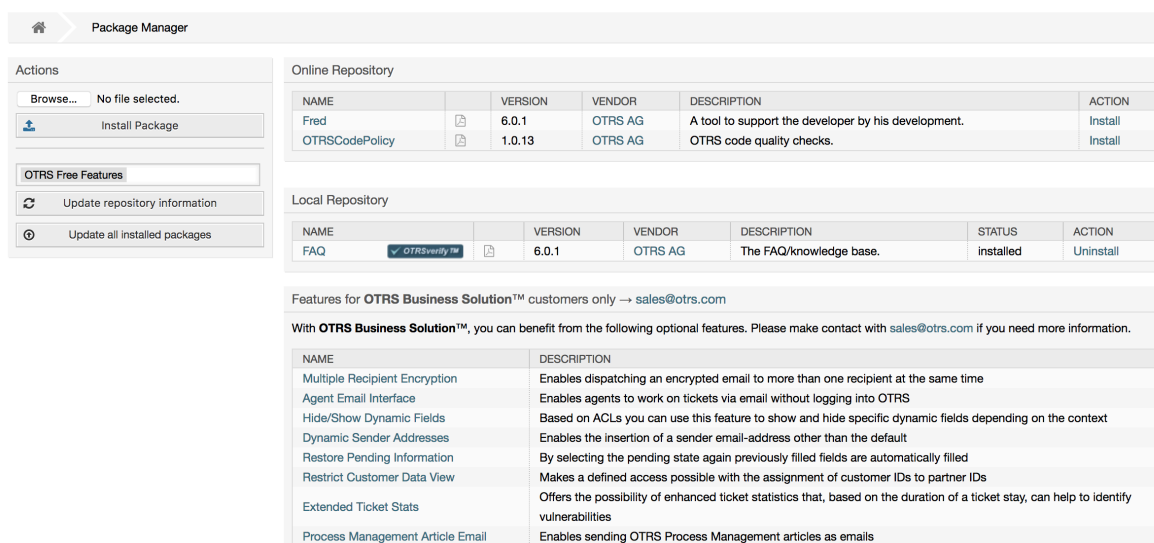 Package Manager
Actions
Browse... No file selected.
Install Package
OTRS Free Features
Update repository information
Update all installed packages
Online Repository
NAME VERSION VENDOR DESCRIPTION ACTION
Fred 6.0.1 OTRS AG A tool to support the developer by his development. Install
OTRSCodePolicy 1.0.13 OTRS AG OTRS code quality checks. Install
Local Repository
NAME VERSION VENDOR DESCRIPTION STATUS ACTION
FAQ OTRSverify™ 6.0.1 OTRS AG The FAQ/knowledge base. installed Uninstall
Features for OTRS Business Solution™ customers only → sales@otrs.com
With OTRS Business Solution™, you can benefit from the following optional features. Please make contact with sales@otrs.com if you need more information.
NAME DESCRIPTION
Multiple Recipient Encryption Enables dispatching an encrypted email to more than one recipient at the same time
Agent Email Interface Enables agents to work on tickets via email without logging into OTRS
Hide/Show Dynamic Fields Based on ACLs you can use this feature to show and hide specific dynamic fields depending on the context
Dynamic Sender Addresses Enables the insertion of a sender email-address other than the default
Restore Pending Information By selecting the pending state again previously filled fields are automatically filled
Restrict Customer Data View Makes a defined access possible with the assignment of customer IDs to partner IDs
Extended Ticket Stats Offers the possibility of enhanced ticket statistics that, based on the duration of a ticket stay, can help to identify
vulnerabilities
Process Management Article Email Enables sending OTRS Process Management articles as emails